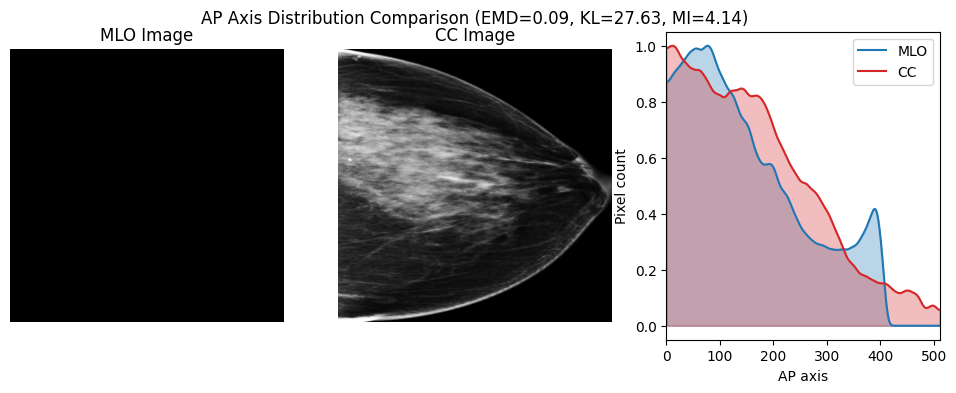 AP Axis Distribution Comparison (EMD=0.09, KL=27.63, MI=4.14)
MLO Image
CC Image
MLO
CC
Pixel count
1.0
0.8
0.6
0.4
0.2
0.0
0 100 200 300 400 500
AP axis